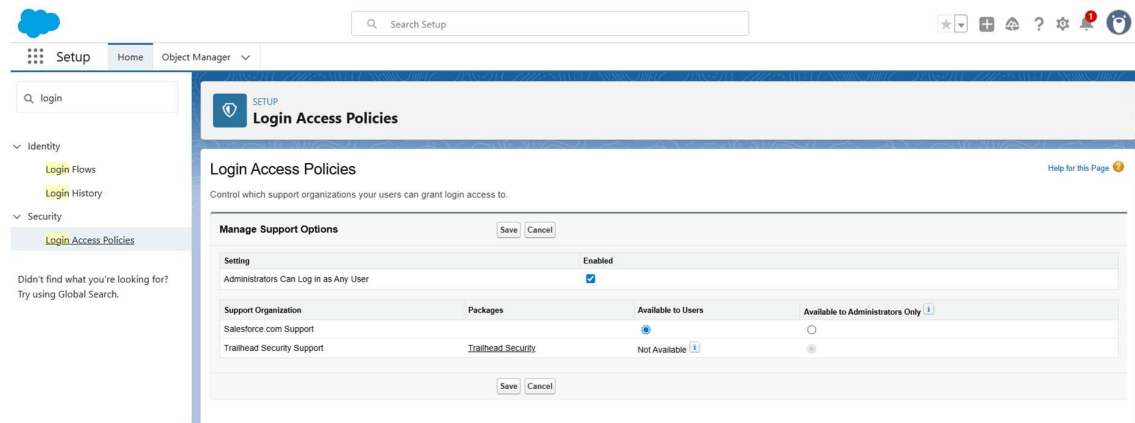 Search Setup
1
Setup
Home
Object Manager
login
Identity
Login Flows
Login History
Security
Login Access Policies
Didn't find what you're looking for?
Try using Global Search.
SETUP
Login Access Policies
Login Access Policies
Help for this Page ?
Control which support organizations your users can grant login access to.
Manage Support Options Save Cancel
Setting Enabled
Administrators Can Log in as Any User
Support Organization Packages Available to Users Available to Administrators Only i
Salesforce.com Support
Trailhead Security Support Trailhead Security Not Available i
Save Cancel